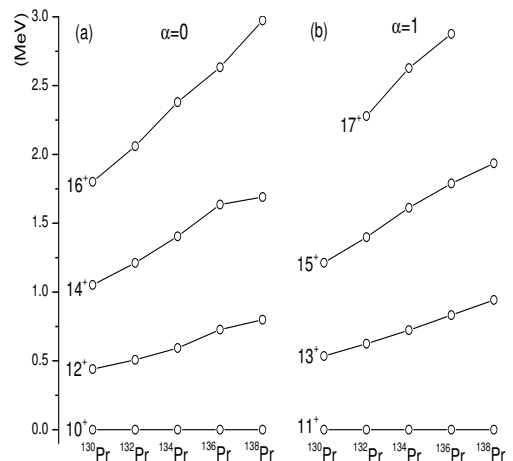 3.0
(MeV)
(a)
α=0
(b)
α=1
2.5
17⁺
2.0
16⁺
1.5
14⁺
15⁺
1.0
12⁺
13⁺
0.5
0.0
10⁺
11⁺
¹³⁰Pr ¹³²Pr ¹³⁴Pr ¹³⁶Pr ¹³⁸Pr
¹³⁰Pr ¹³²Pr ¹³⁴Pr ¹³⁶Pr ¹³⁸Pr